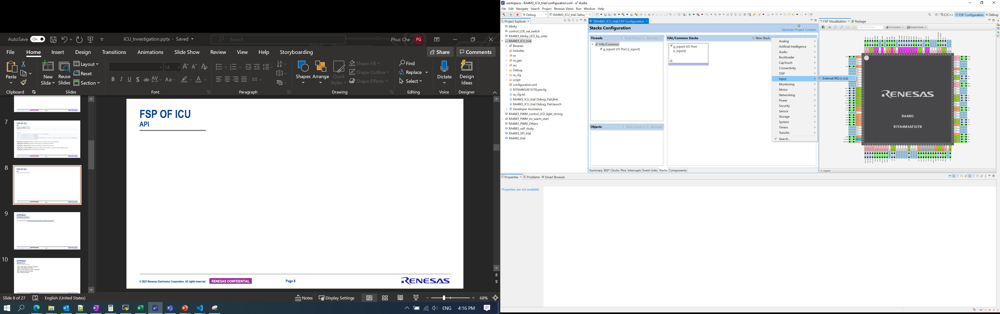 AutoSave On
ICU_Investigation.pptx - Saved
Search
Phuc Che PG
File Home Insert Design Transitions Animations Slide Show Review View Help Storyboarding
Share Comments
Paste
Clipboard
New Slide
Reuse Slides
Layout
Reset
Section
Slides
14
Font
Paragraph
Shapes
Arrange
Quick Styles
Shape Fill
Shape Outline
Shape Effects
Drawing
Find
Replace
Select
Editing
Dictate
Voice
Design Ideas
Designer
7
FSP OF ICU
API
8
FSP OF ICU
API
9
APPENDIX
REFERENCE MATERIAL
10
APPENDIX
ABBREVIATION
FSP OF ICU
API
© 2023 Renesas Electronics Corporation. All rights reserved.
RENESAS CONFIDENTIAL
Page 8
RENESAS
Slide 8 of 27
English (United States)
Notes
Display Settings
68%
ENG
4:16 PM
workspace - RA4M3_ICU_trial/configuration.xml - e² studio
File Edit Navigate Search Project Renesas Views Run Window Help
Debug
RA4M3_ICU_trial Debu
C/C++
FSP Configuration
Debug
Project Explorer
blinky
control_LDE_via_switch
RA4M3_blinky_LED_by_cnter
RA4M3_ICU_trial
Binaries
Includes
ra
ra_gen
src
Debug
ra_cfg
script
configuration.xml
R7FA4M3AF3CFB.pincfg
ra_cfg.txt
RA4M3_ICU_trial Debug_Flat.jlink
RA4M3_ICU_trial Debug_Flat.launch
Developer Assistance
RA4M3_PWM_control_LED_light_strong
RA4M3_PWM_no_warm_start
RA4M3_PWM_Others
RA4M3_self_study
RA4M3_SPI_trial
RA6M2_trial
*[RA4M3_ICU_trial] FSP Configuration
Stacks Configuration
Generate Project Content
Threads
New Thread
Remove
HAL/Common
g_ioport I/O Port (r_ioport)
Objects
New Object >
Remove
HAL/Common Stacks
New Stack >
g_ioport I/O Port
(r_ioport)
Analog
Artificial Intelligence
Audio
Bootloader
CapTouch
Connectivity
DSP
Input
External IRQ (r_icu)
Monitoring
Motor
Networking
Power
Security
Sensor
Storage
System
Timers
Transfer
Search...
Summary BSP Clocks Pins Interrupts Event Links Stacks Components
FSP Visualization
Package
Type pin function
Pin Function
Module Name
RENESAS
RA4M3
R7FA4M3AF3CFB
Legend
Properties Problems Smart Browser
Properties are not available.